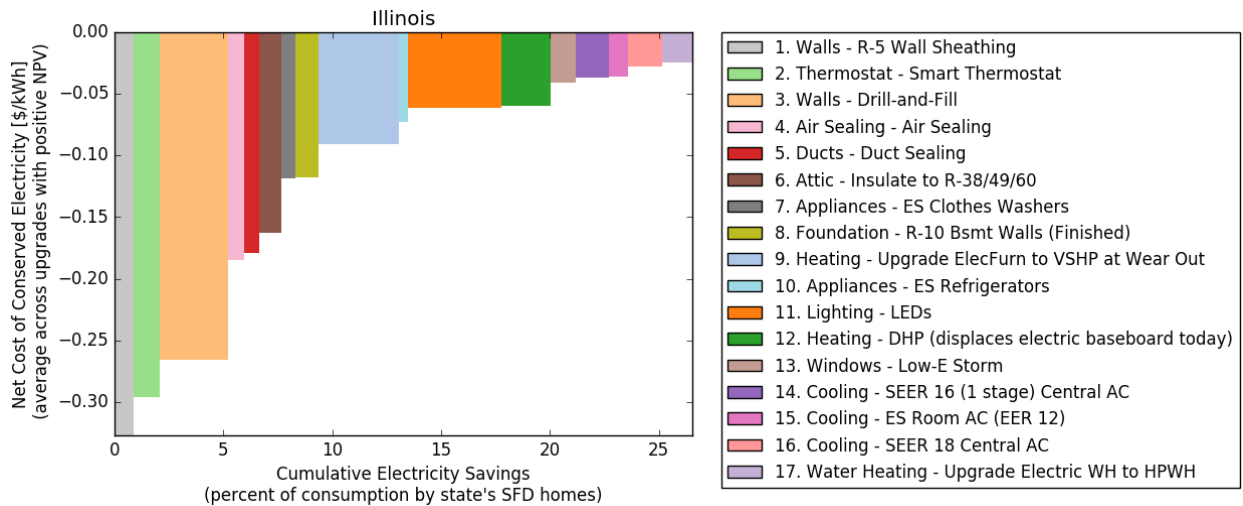 Illinois
Net Cost of Conserved Electricity [$/kWh]
(average across upgrades with positive NPV)
0.00
−0.05
−0.10
−0.15
−0.20
−0.25
−0.30
0 5 10 15 20 25
Cumulative Electricity Savings
(percent of consumption by state's SFD homes)
1. Walls - R-5 Wall Sheathing
2. Thermostat - Smart Thermostat
3. Walls - Drill-and-Fill
4. Air Sealing - Air Sealing
5. Ducts - Duct Sealing
6. Attic - Insulate to R-38/49/60
7. Appliances - ES Clothes Washers
8. Foundation - R-10 Bsmt Walls (Finished)
9. Heating - Upgrade ElecFurn to VSHP at Wear Out
10. Appliances - ES Refrigerators
11. Lighting - LEDs
12. Heating - DHP (displaces electric baseboard today)
13. Windows - Low-E Storm
14. Cooling - SEER 16 (1 stage) Central AC
15. Cooling - ES Room AC (EER 12)
16. Cooling - SEER 18 Central AC
17. Water Heating - Upgrade Electric WH to HPWH